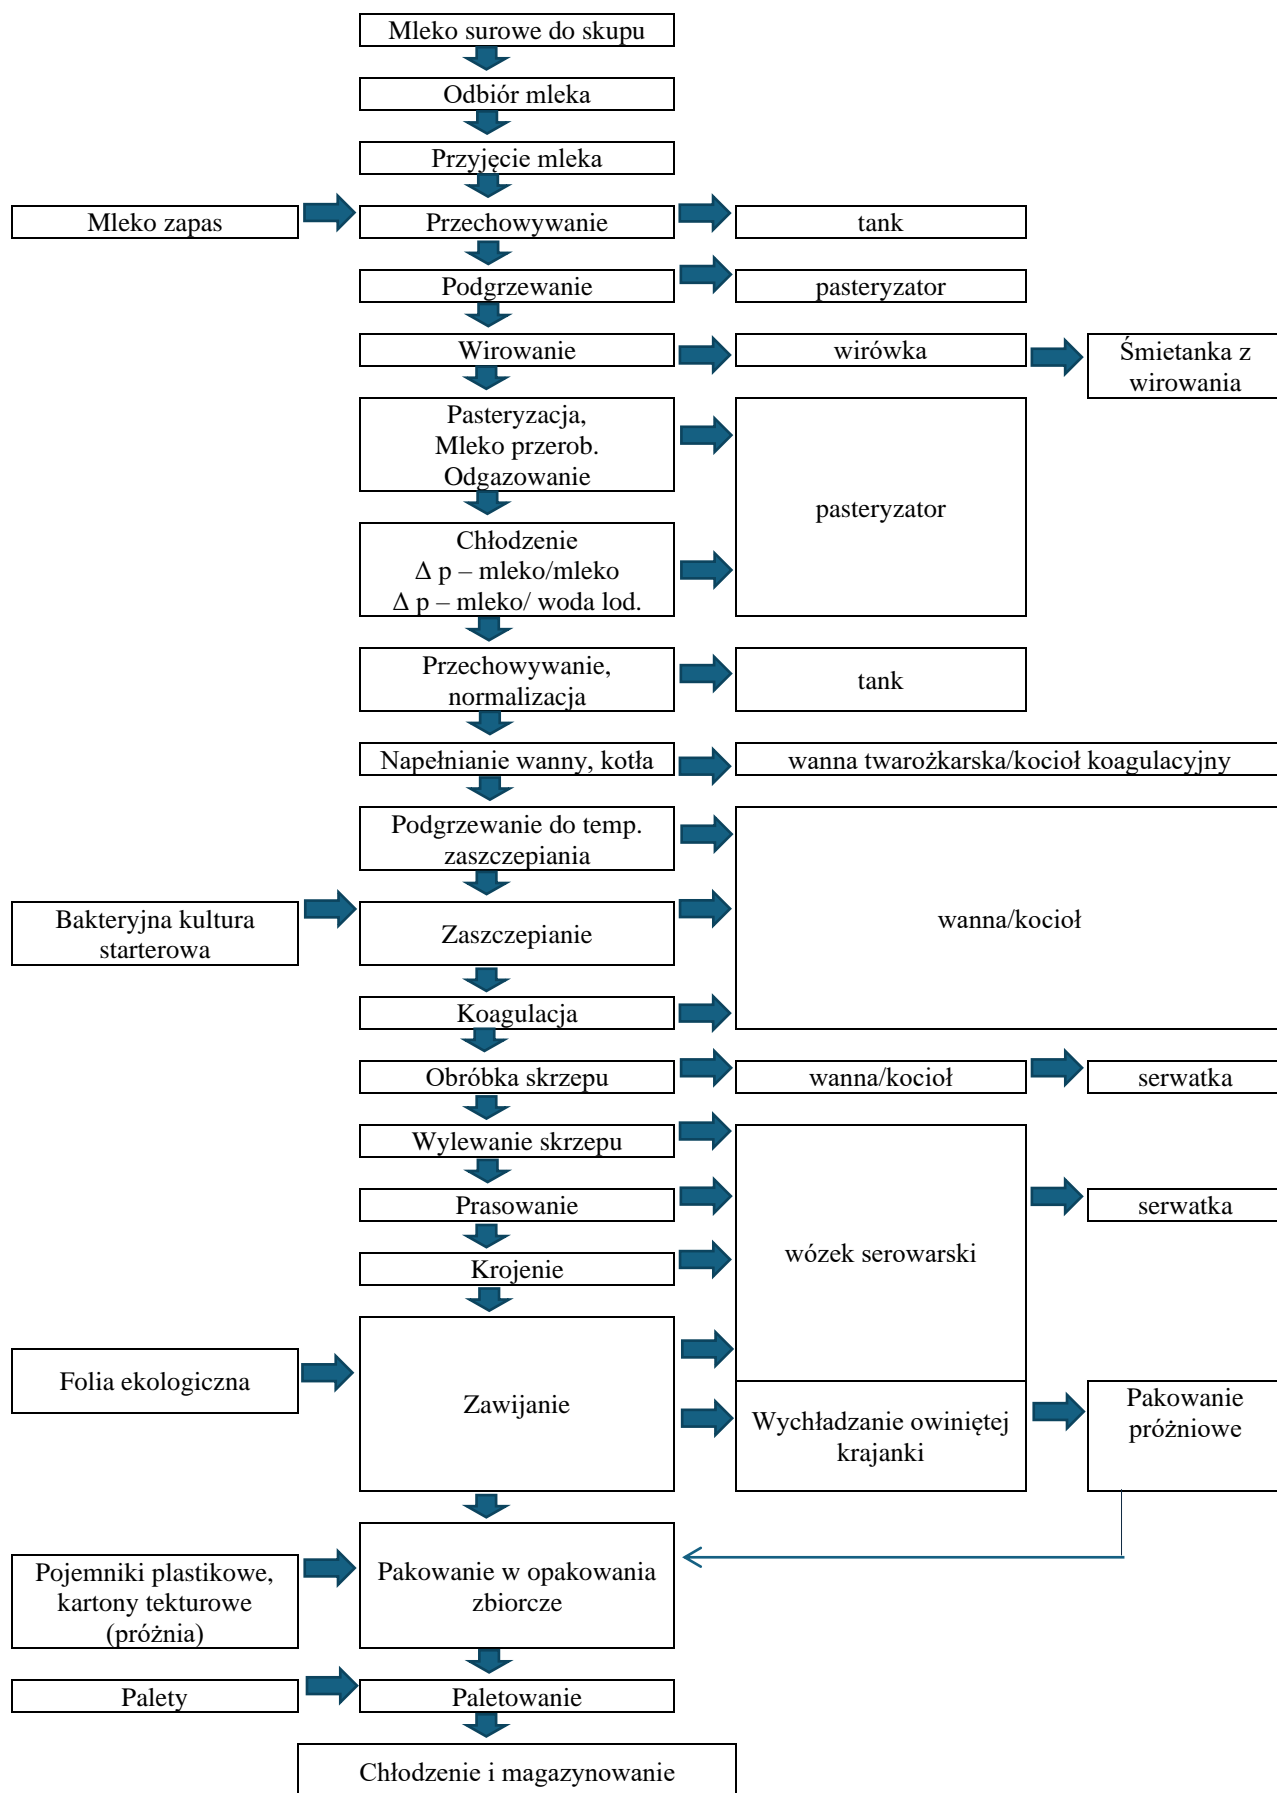 Mleko surowe do skupu
Odbiór mleka
Przyjęcie mleka
Mleko zapas
Przechowywanie
tank
Podgrzewanie
pasteryzator
Wirowanie
wirówka
Śmietanka z
wirowania
Pasteryzacja,
Mleko przerob.
Odgazowanie
pasteryzator
Chłodzenie
Δ p – mleko/mleko
Δ p – mleko/ woda lod.
Przechowywanie,
normalizacja
tank
Napełnianie wanny, kotła
wanna twarożkarska/kocioł koagulacyjny
Podgrzewanie do temp.
zaszczepiania
wanna/kocioł
Bakteryjna kultura
starterowa
Zaszczepianie
Koagulacja
Obróbka skrzepu
wanna/kocioł
serwatka
Wylewanie skrzepu
Prasowanie
serwatka
wózek serowarski
Krojenie
Folia ekologiczna
Zawijanie
Wychładzanie owiniętej
krajanki
Pakowanie
próżniowe
Pojemniki plastikowe,
kartony tekturowe
(próżnia)
Pakowanie w opakowania
zbiorcze
Palety
Paletowanie
Chłodzenie i magazynowanie